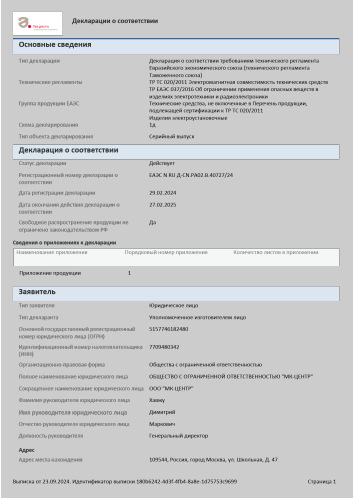 Декларации о соответствии
Основные сведения
Тип декларации Декларация о соответствии требованиям технического регламента
Евразийского экономического союза (технического регламента
Таможенного союза)
Технические регламенты ТР ТС 020/2011 Электромагнитная совместимость технических средств
ТР ЕАЭС 037/2016 Об ограничении применения опасных веществ в
изделиях электротехники и радиоэлектроники
Группа продукции ЕАЭС Технические средства, не включенные в Перечень продукции,
подлежащей сертификации в ТР ТС 020/2011
Изделия электроустановочные
Схема декларирования 1д
Тип объекта декларирования Серийный выпуск
Декларация о соответствии
Статус декларации Действует
Регистрационный номер декларации о ЕАЭС N RU Д-CN.РА02.В.40727/24
соответствии
Дата регистрации декларации 29.02.2024
Дата окончания действия декларации о 27.02.2025
соответствии
Свободное распространение продукции не Да
ограничено законодательством РФ
Сведения о приложениях к декларации
Наименование приложения Порядковый номер приложения Количество листов в приложении
Приложение продукции 1
Заявитель
Тип заявителя Юридическое лицо
Тип декларанта Уполномоченное изготовителем лицо
Основной государственный регистрационный 5157746182480
номер юридического лица (ОГРН)
Идентификационный номер налогоплательщика 7709480342
(ИНН)
Организационно-правовая форма Общества с ограниченной ответственностью
Полное наименование юридического лица ОБЩЕСТВО С ОГРАНИЧЕННОЙ ОТВЕТСТВЕННОСТЬЮ "МК-ЦЕНТР"
Сокращенное наименование юридического лица ООО "МК-ЦЕНТР"
Фамилия руководителя юридического лица
Имя руководителя юридического лица Димитрий
Отчество руководителя юридического лица Маркович
Должность руководителя Генеральный директор
Адрес
Адрес места нахождения 109544, Россия, город Москва, ул. Школьная, Д. 47
Выписка от 23.09.2024. Идентификатор выписки 180b6242-4d3f-4fb4-8a8e-1d75753c9699 Страница 1